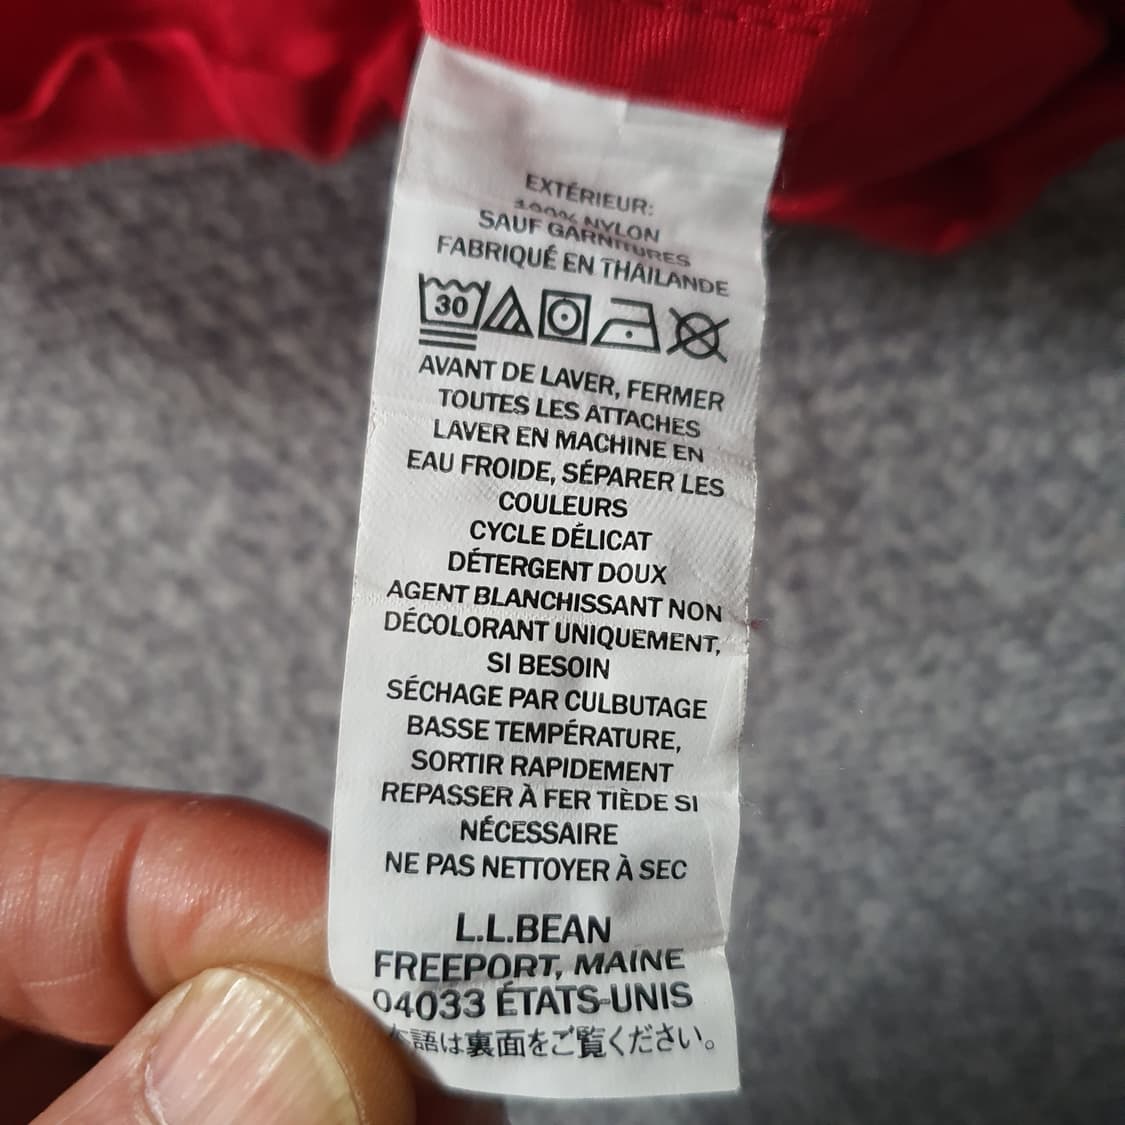 EXTÉRIEUR:
100% NYLON
SAUF GARNITURES
FABRIQUÉ EN THAÏLANDE
30
AVANT DE LAVER, FERMER
TOUTES LES ATTACHES
LAVER EN MACHINE EN
EAU FROIDE, SÉPARER LES
COULEURS
CYCLE DÉLICAT
DÉTERGENT DOUX
AGENT BLANCHISSANT NON
DÉCOLORANT UNIQUEMENT,
SI BESOIN
SÉCHAGE PAR CULBUTAGE
BASSE TEMPÉRATURE,
SORTIR RAPIDEMENT
REPASSER À FER TIÈDE SI
NÉCESSAIRE
NE PAS NETTOYER À SEC
L.L.BEAN
FREEPORT, MAINE
04033 ÉTATS-UNIS
本語は裏面をご覧ください。